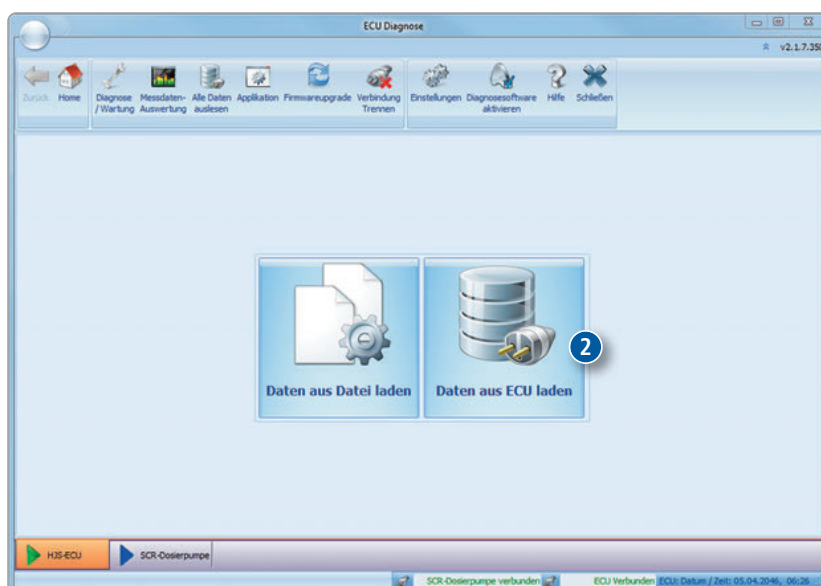 ECU Diagnose
v2.1.7.350
Zurück Home Diagnose / Wartung Messdaten- Auswertung Alle Daten auslesen Applikation Firmwareupgrade Verbindung Trennen Einstellungen Diagnosesoftware aktivieren Hilfe Schließen
Daten aus Datei laden
Daten aus ECU laden
2
HJS-ECU
SCR-Dosierpumpe
SCR-Dosierpumpe verbunden
ECU Verbunden
ECU: Datum / Zeit: 05.04.2046, 06:26